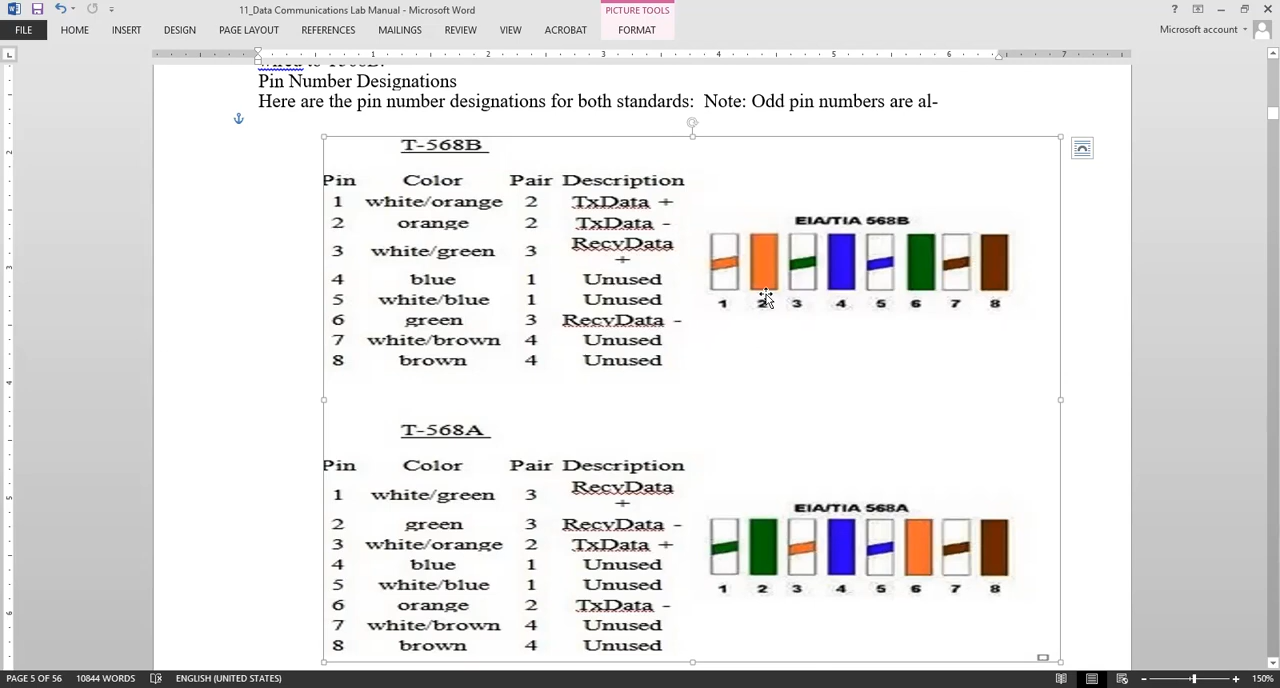 11_Data Communications Lab Manual - Microsoft Word
PICTURE TOOLS
FILE HOME INSERT DESIGN PAGE LAYOUT REFERENCES MAILINGS REVIEW VIEW ACROBAT FORMAT
Microsoft account
1 2 3 4 5 6 7
Pin Number Designations
Here are the pin number designations for both standards: Note: Odd pin numbers are al-
T-568B
Pin Color Pair Description
1 white/orange 2 TxData +
2 orange 2 TxData -
3 white/green 3 RecvData +
4 blue 1 Unused
5 white/blue 1 Unused
6 green 3 RecvData -
7 white/brown 4 Unused
8 brown 4 Unused
EIA/TIA 568B
1 2 3 4 5 6 7 8
T-568A
Pin Color Pair Description
1 white/green 3 RecvData +
2 green 3 RecvData -
3 white/orange 2 TxData +
4 blue 1 Unused
5 white/blue 1 Unused
6 orange 2 TxData -
7 white/brown 4 Unused
8 brown 4 Unused
EIA/TIA 568A
1 2 3 4 5 6 7 8
PAGE 5 OF 56 10844 WORDS ENGLISH (UNITED STATES) 150%